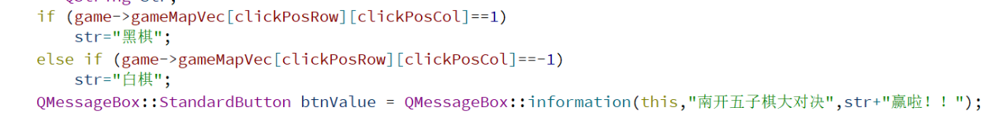 if (game->gameMapVec[clickPosRow][clickPosCol]==1)
str="黑棋";
else if (game->gameMapVec[clickPosRow][clickPosCol]==-1)
str="白棋";
QMessageBox::StandardButton btnValue = QMessageBox::information(this,"南开五子棋大对决",str+"赢啦！！");